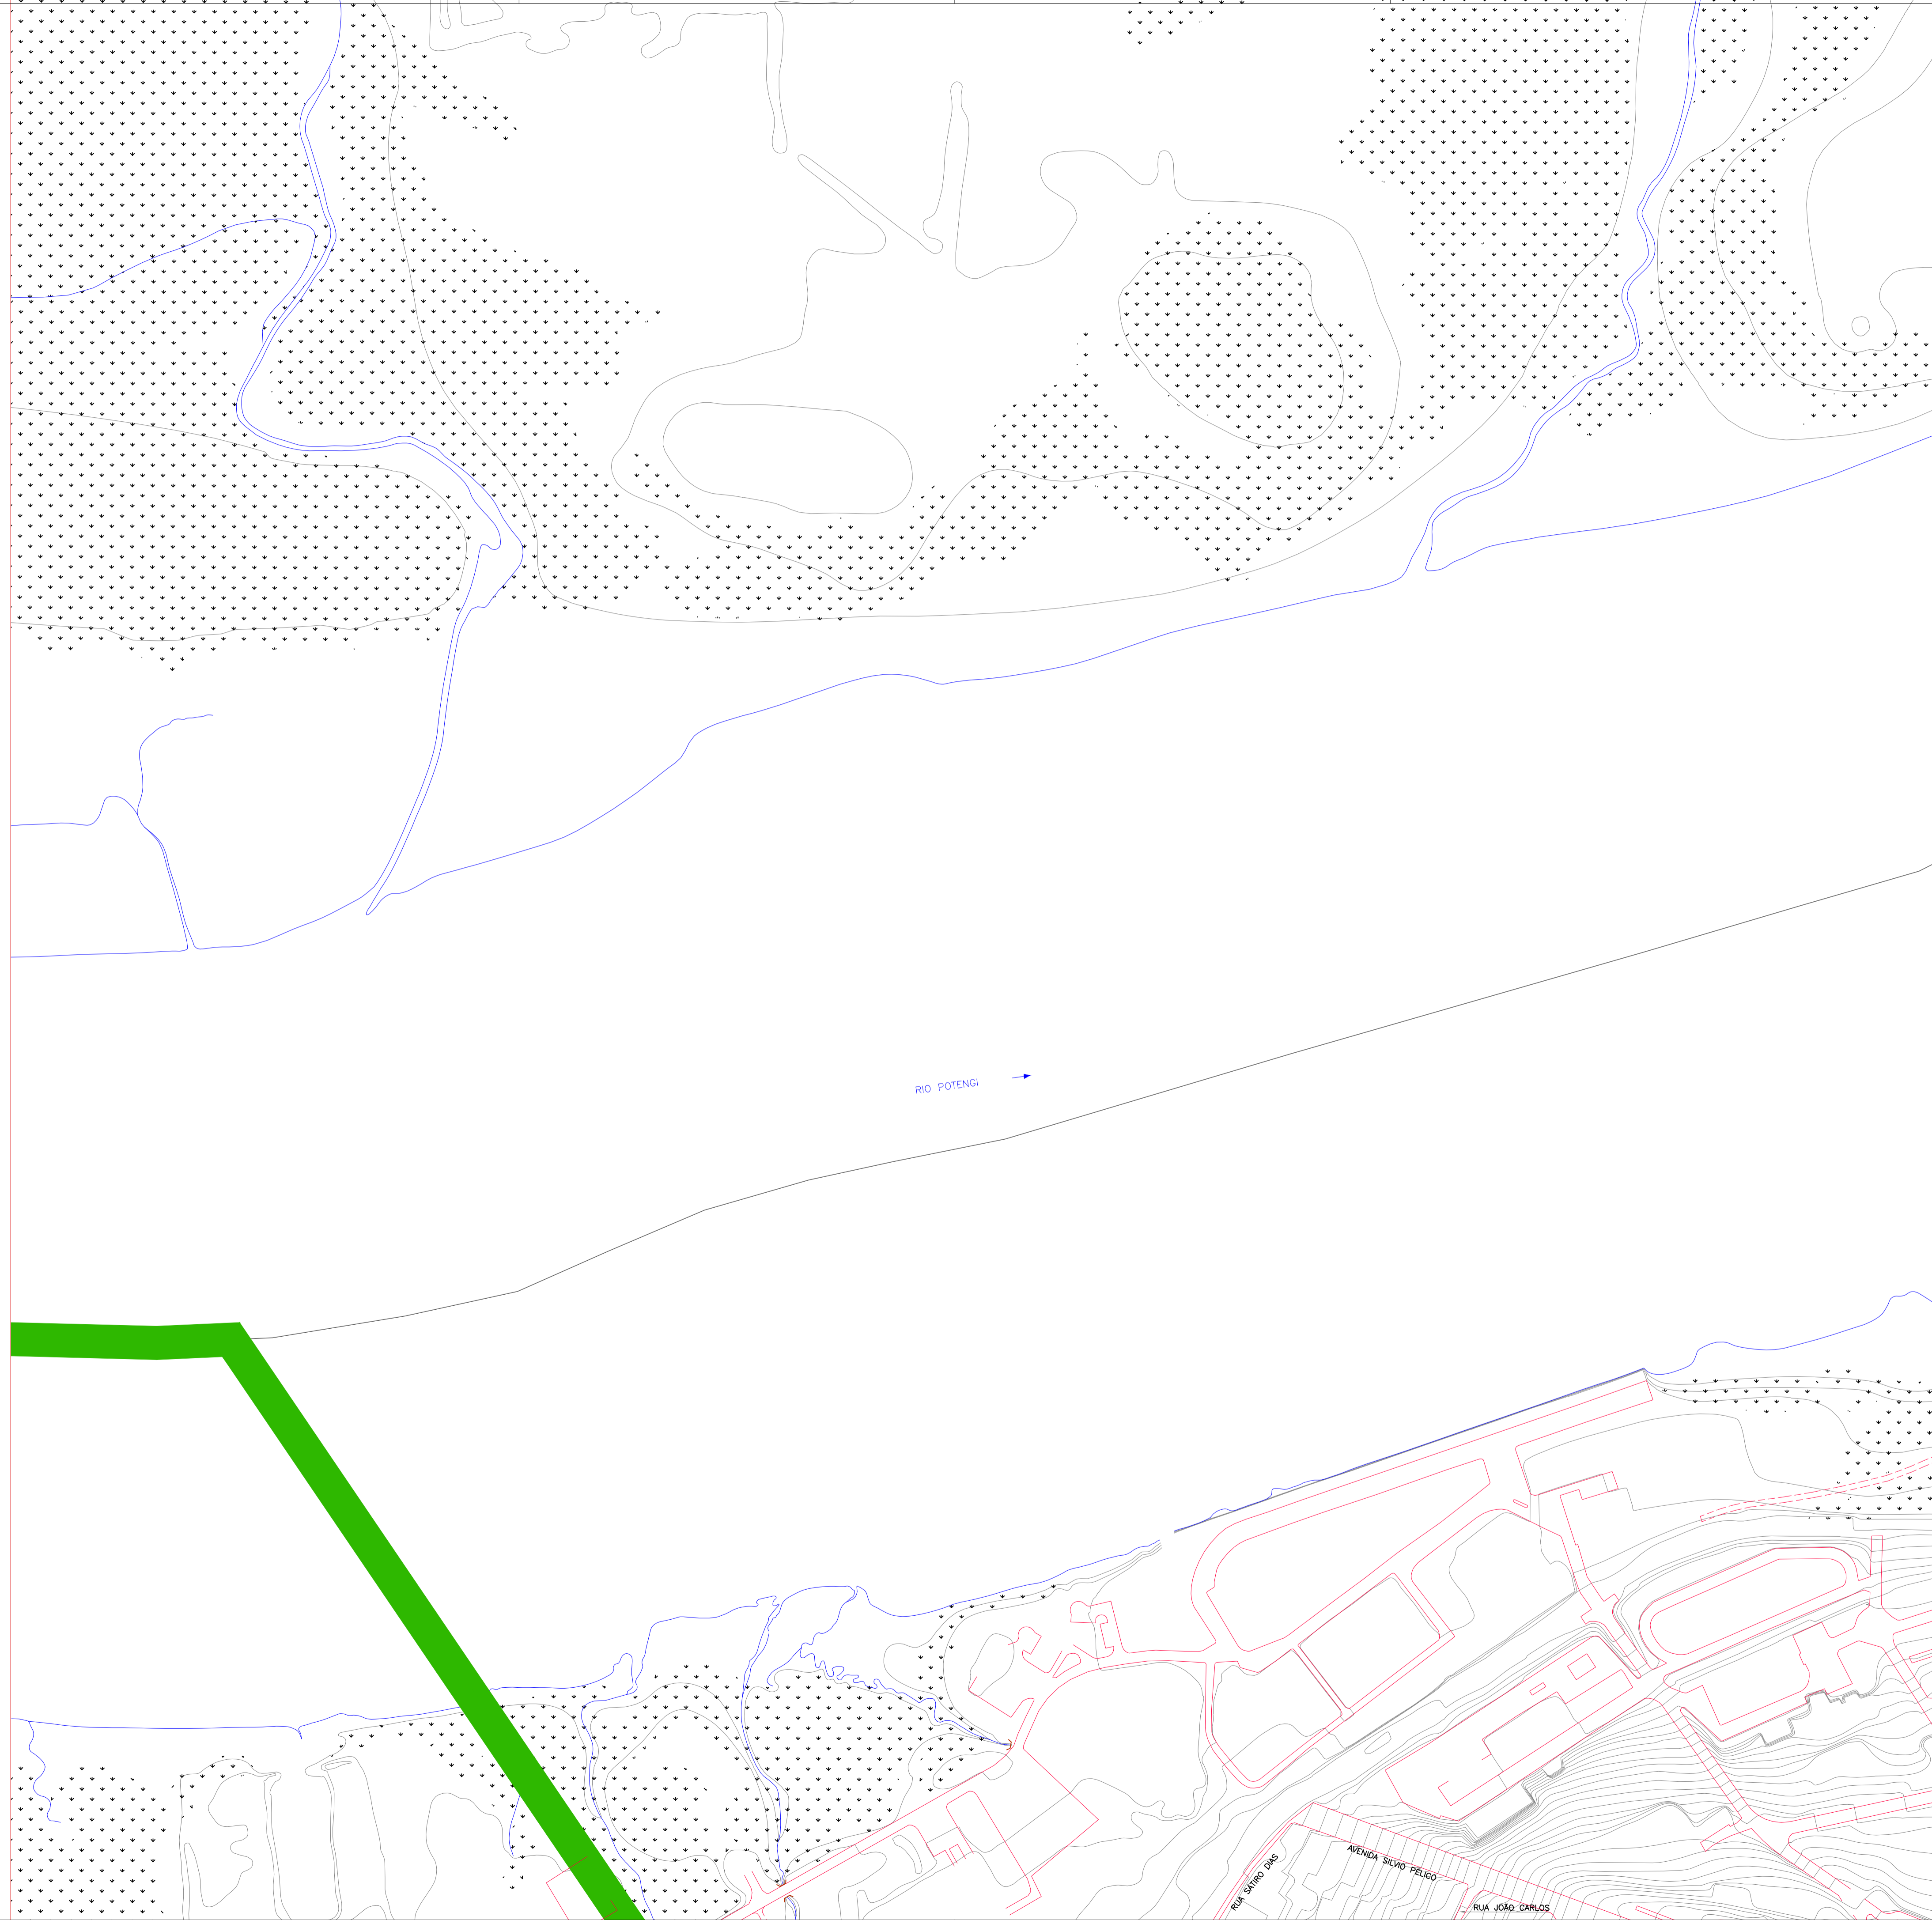 RIO POTENGI
AVENIDA SILVIO PÉLICO
RUA SÁTIRO DIAS
RUA JOÃO CARLOS